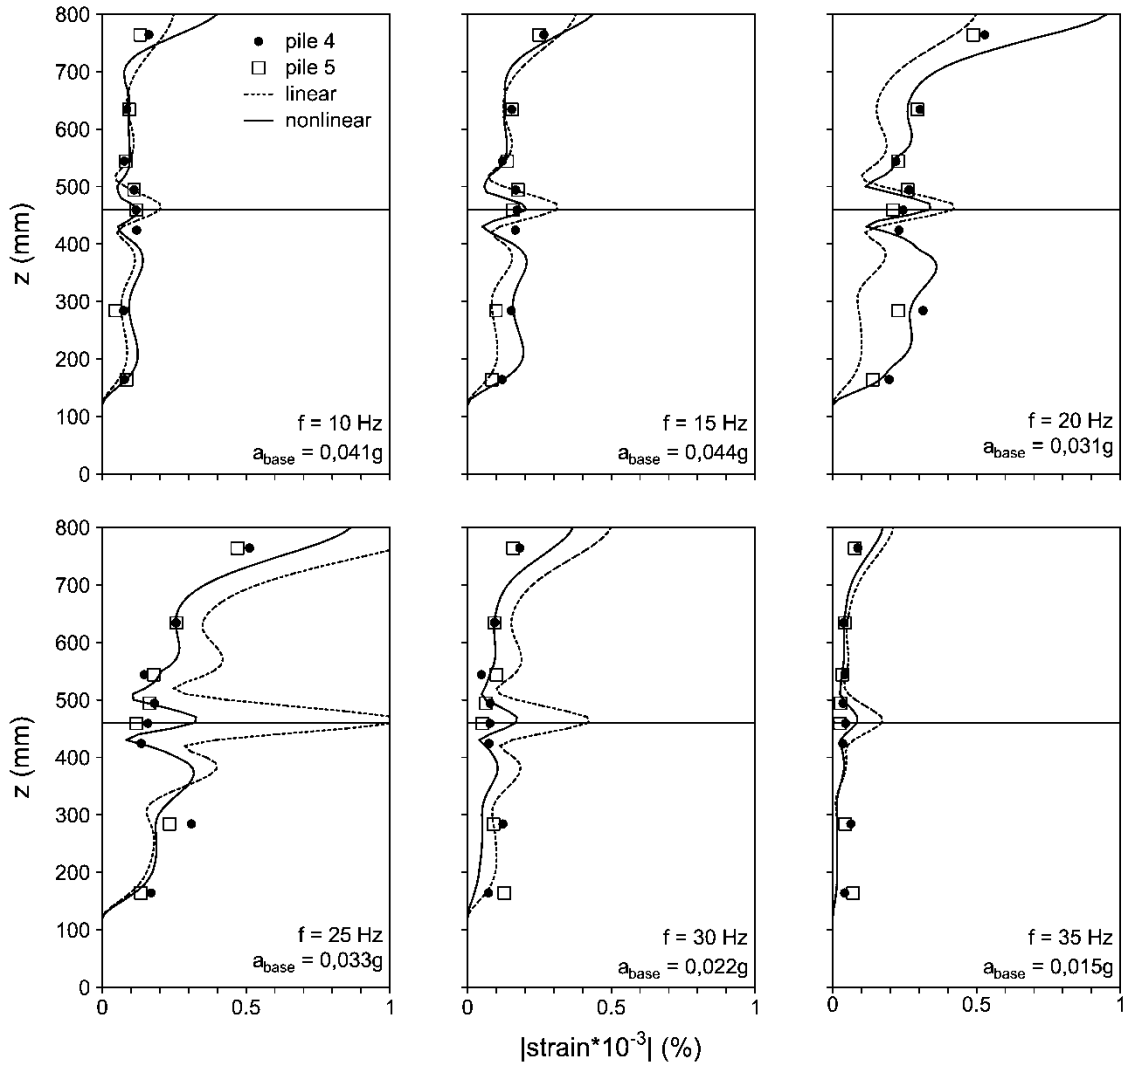 800
700
600
500
400
300
200
100
0
z (mm)
pile 4
pile 5
linear
nonlinear
f = 10 Hz
a_base = 0,041g
f = 15 Hz
a_base = 0,044g
f = 20 Hz
a_base = 0,031g
800
700
600
500
400
300
200
100
0
z (mm)
f = 25 Hz
a_base = 0,033g
f = 30 Hz
a_base = 0,022g
f = 35 Hz
a_base = 0,015g
0 0.5 1 0 0.5 1 0 0.5 1
|strain*10⁻³| (%)